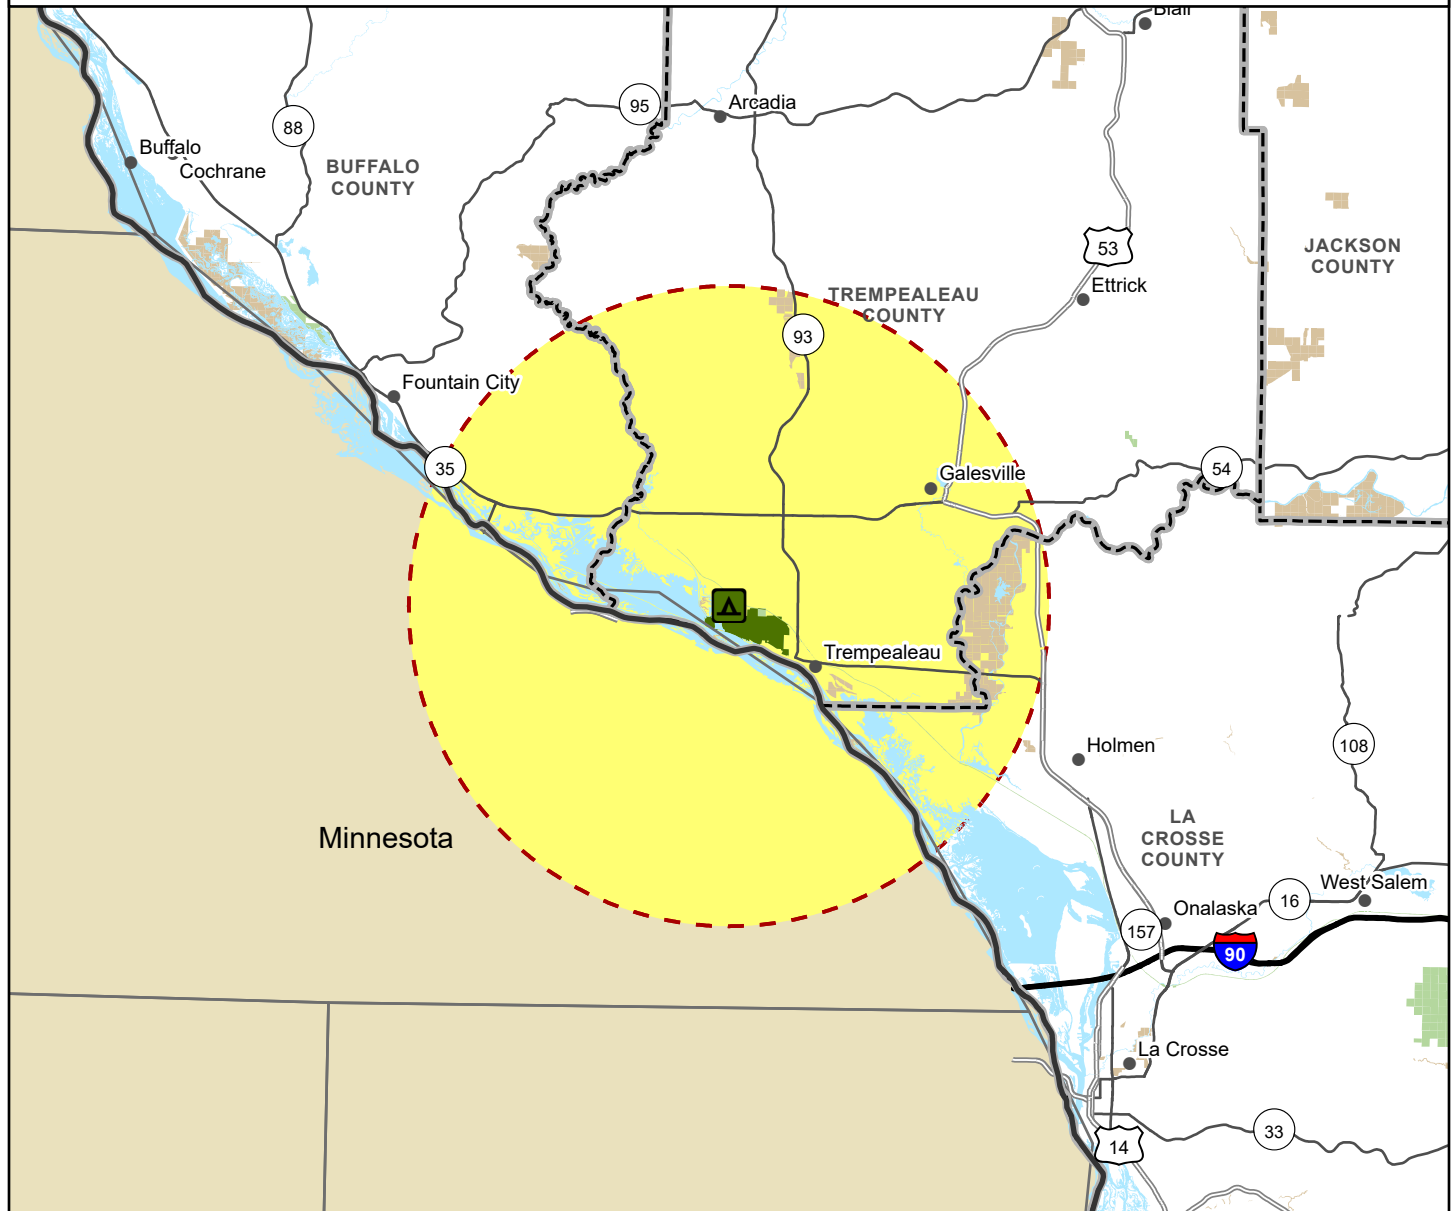 Blair
95
Arcadia
88
Buffalo
Cochrane
BUFFALO
COUNTY
53
JACKSON
COUNTY
Ettrick
TREMPEALEAU
COUNTY
93
Fountain City
35
Galesville
54
Trempealeau
Holmen
108
Minnesota
LA
CROSSE
COUNTY
West Salem
16
Onalaska
157
90
La Crosse
33
14